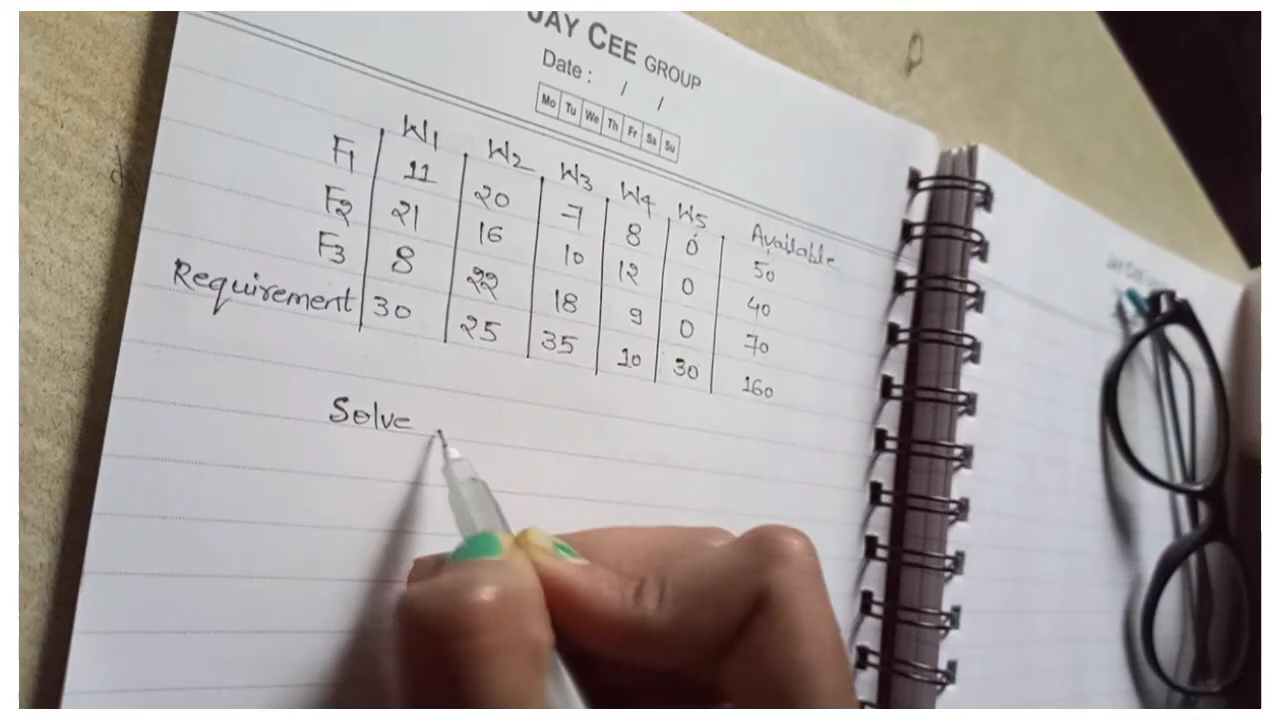 JAY CEE GROUP
Date : / /
Mo Tu We Th Fr Sa Su
W1 W2 W3 W4 W5 Available
F1 11 20 7 8 0 50
F2 21 16 10 12 0 40
F3 8 22 18 9 0 70
Requirement 30 25 35 10 30 160
Solve
JAY CEE